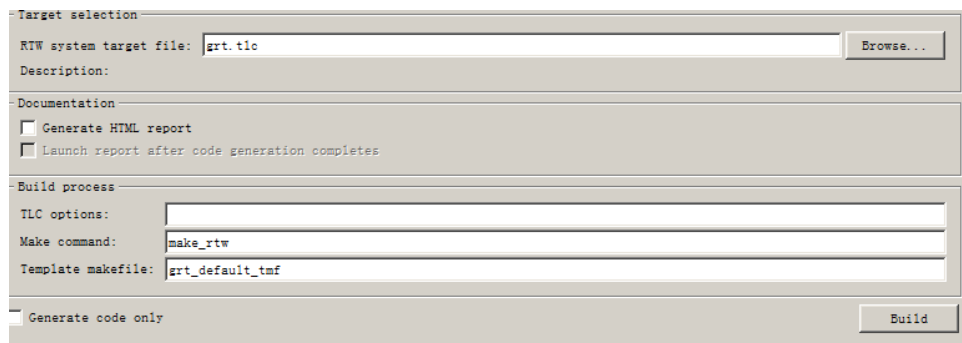 Target selection
RTW system target file: grt.tlc Browse...
Description:
Documentation
Generate HTML report
Launch report after code generation completes
Build process
TLC options:
Make command: make_rtw
Template makefile: grt_default_tmf
Generate code only Build